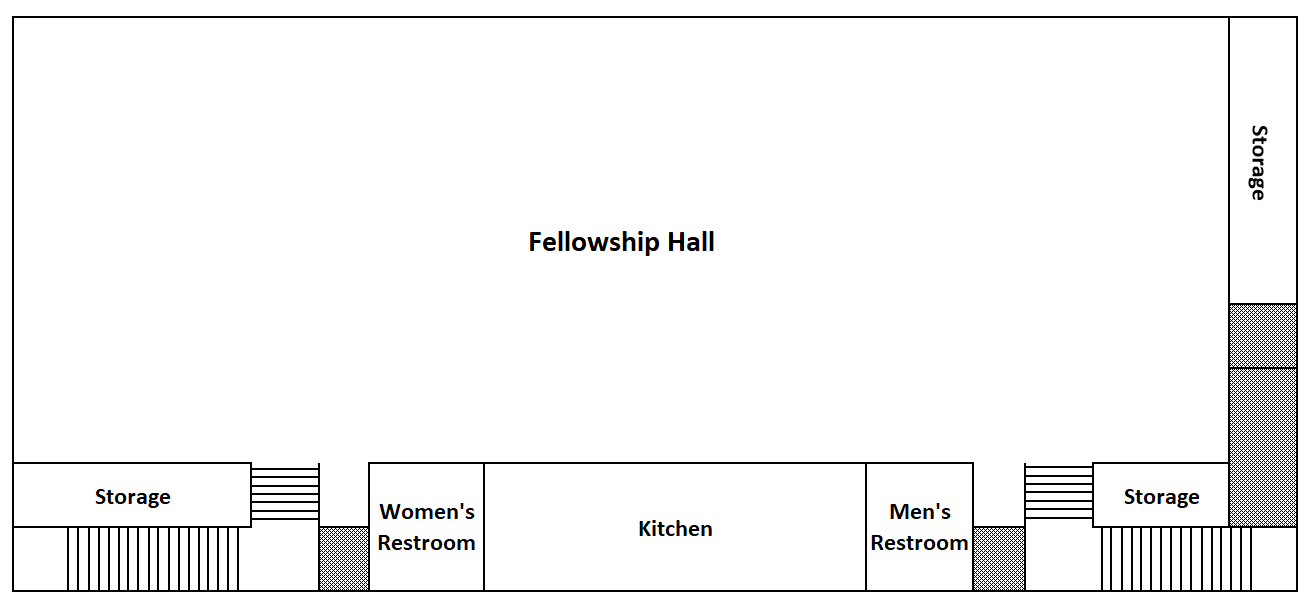 Storage
Fellowship Hall
Storage
Women's
Restroom
Kitchen
Men's
Restroom
Storage